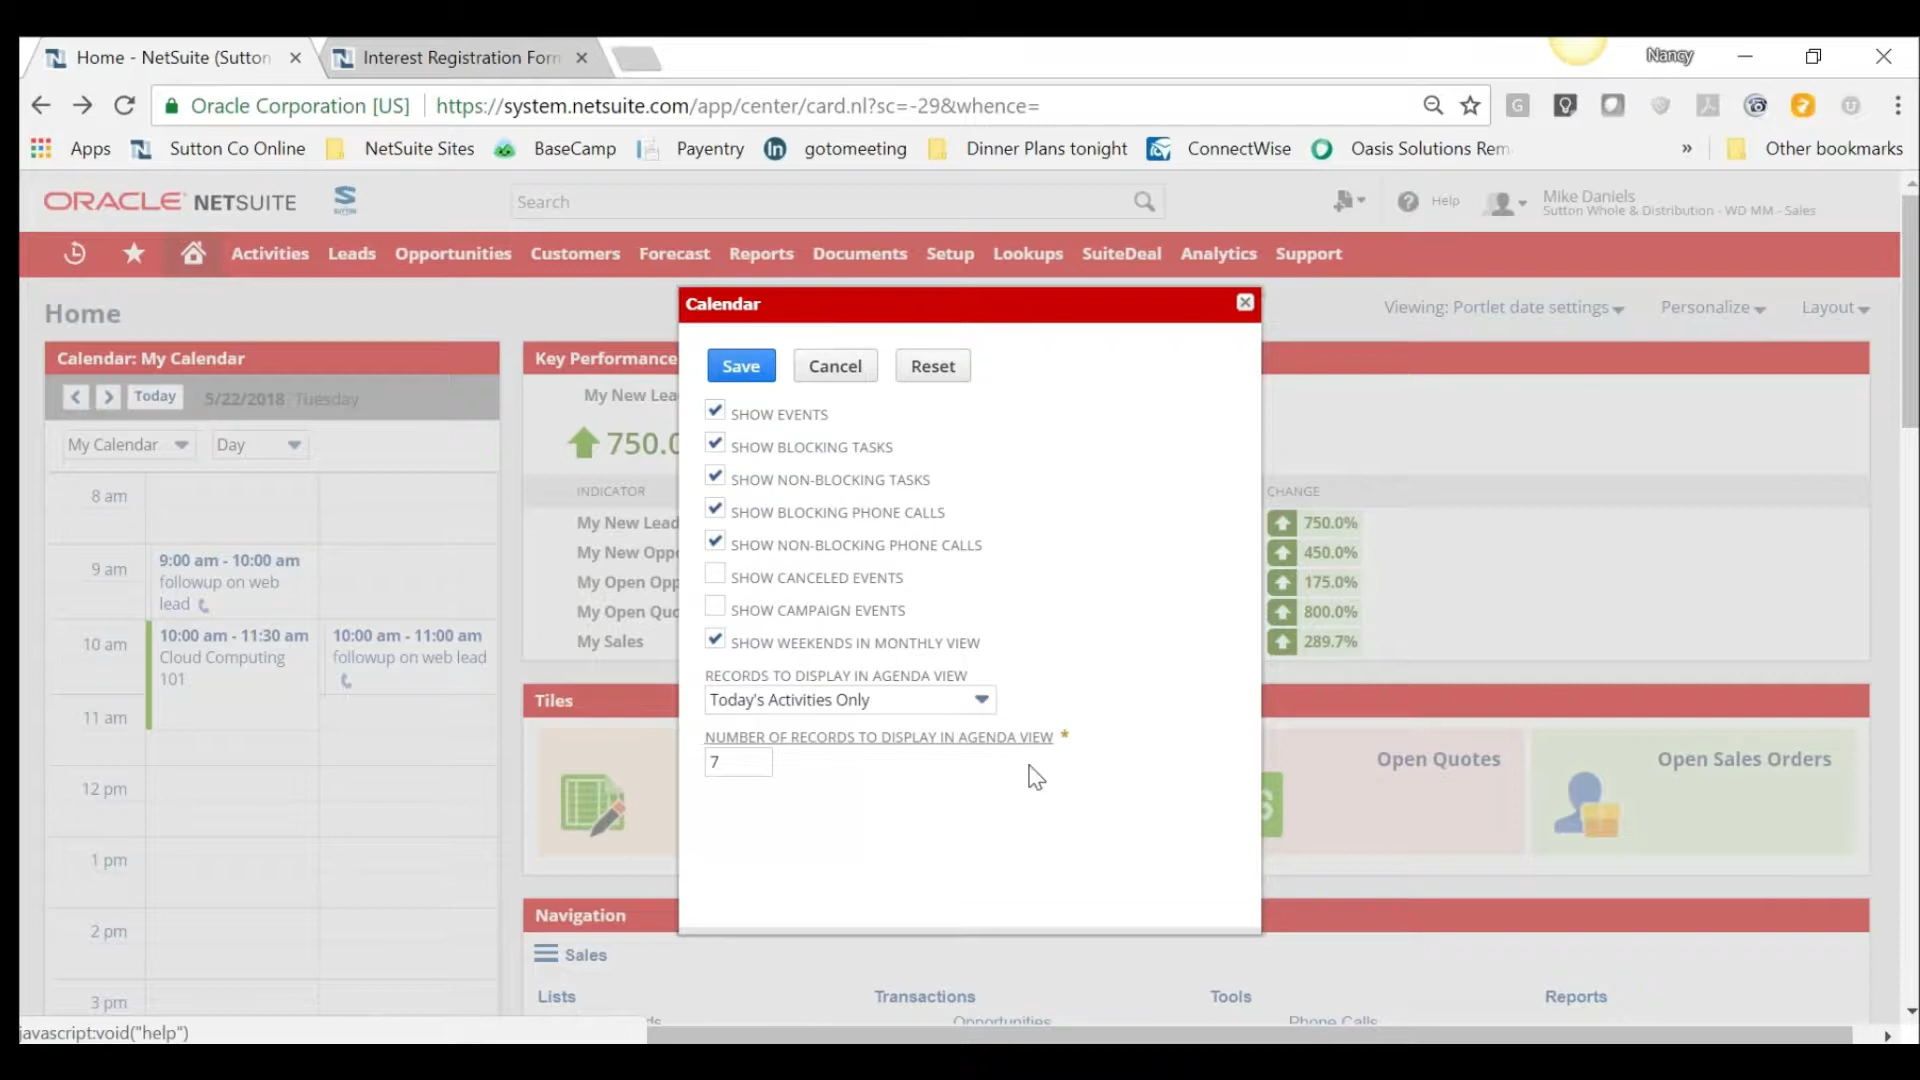 Home - NetSuite (Sutton
Interest Registration Form
Nancy
Oracle Corporation [US]
https://system.netsuite.com/app/center/card.nl?sc=-29&whence=
Apps
Sutton Co Online
NetSuite Sites
BaseCamp
Payentry
gotomeeting
Dinner Plans tonight
ConnectWise
Oasis Solutions Rem
»
Other bookmarks
ORACLE NETSUITE
SUTTON
Search
Help
Mike Daniels
Sutton Whole & Distribution - WD MM - Sales
Activities
Leads
Opportunities
Customers
Forecast
Reports
Documents
Setup
Lookups
SuiteDeal
Analytics
Support
Home
Viewing: Portlet date settings
Personalize
Layout
Calendar: My Calendar
Today
5/22/2018 Tuesday
My Calendar
Day
8 am
9 am
9:00 am - 10:00 am
followup on web
lead
10 am
10:00 am - 11:30 am
Cloud Computing
101
10:00 am - 11:00 am
followup on web lead
11 am
12 pm
1 pm
2 pm
3 pm
Key Performance
My New Lea
750.0
INDICATOR
CHANGE
My New Lead
750.0%
My New Oppo
450.0%
My Open Opp
175.0%
My Open Quo
800.0%
My Sales
289.7%
Calendar
Save
Cancel
Reset
SHOW EVENTS
SHOW BLOCKING TASKS
SHOW NON-BLOCKING TASKS
SHOW BLOCKING PHONE CALLS
SHOW NON-BLOCKING PHONE CALLS
SHOW CANCELED EVENTS
SHOW CAMPAIGN EVENTS
SHOW WEEKENDS IN MONTHLY VIEW
RECORDS TO DISPLAY IN AGENDA VIEW
Today's Activities Only
NUMBER OF RECORDS TO DISPLAY IN AGENDA VIEW *
7
Tiles
Open Quotes
Open Sales Orders
Navigation
Sales
Lists
Transactions
Tools
Reports
Opportunities
Phone Calls
javascript:void("help")